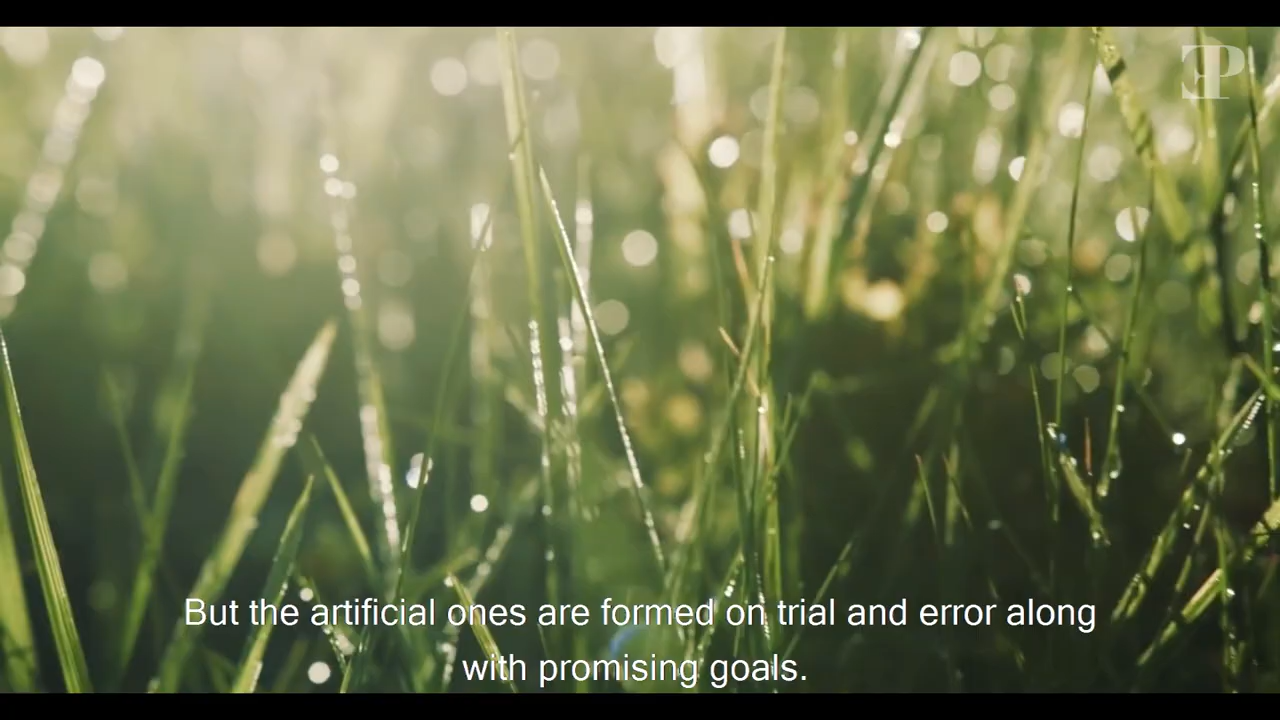 But the artificial ones are formed on trial and error along
with promising goals.